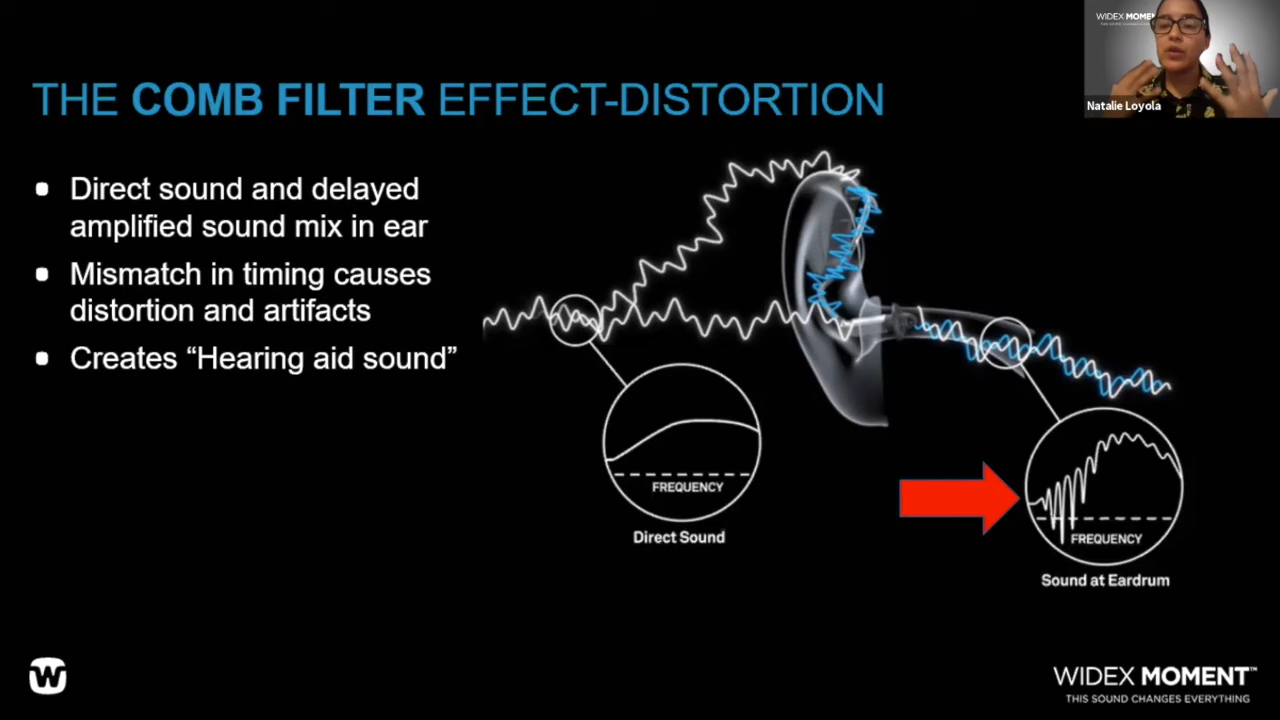 WIDEX MOMENT
Natalie Loyola
THE COMB FILTER EFFECT-DISTORTION
Direct sound and delayed
amplified sound mix in ear
Mismatch in timing causes
distortion and artifacts
Creates “Hearing aid sound”
FREQUENCY
Direct Sound
FREQUENCY
Sound at Eardrum
W
WIDEX MOMENT™
THIS SOUND CHANGES EVERYTHING